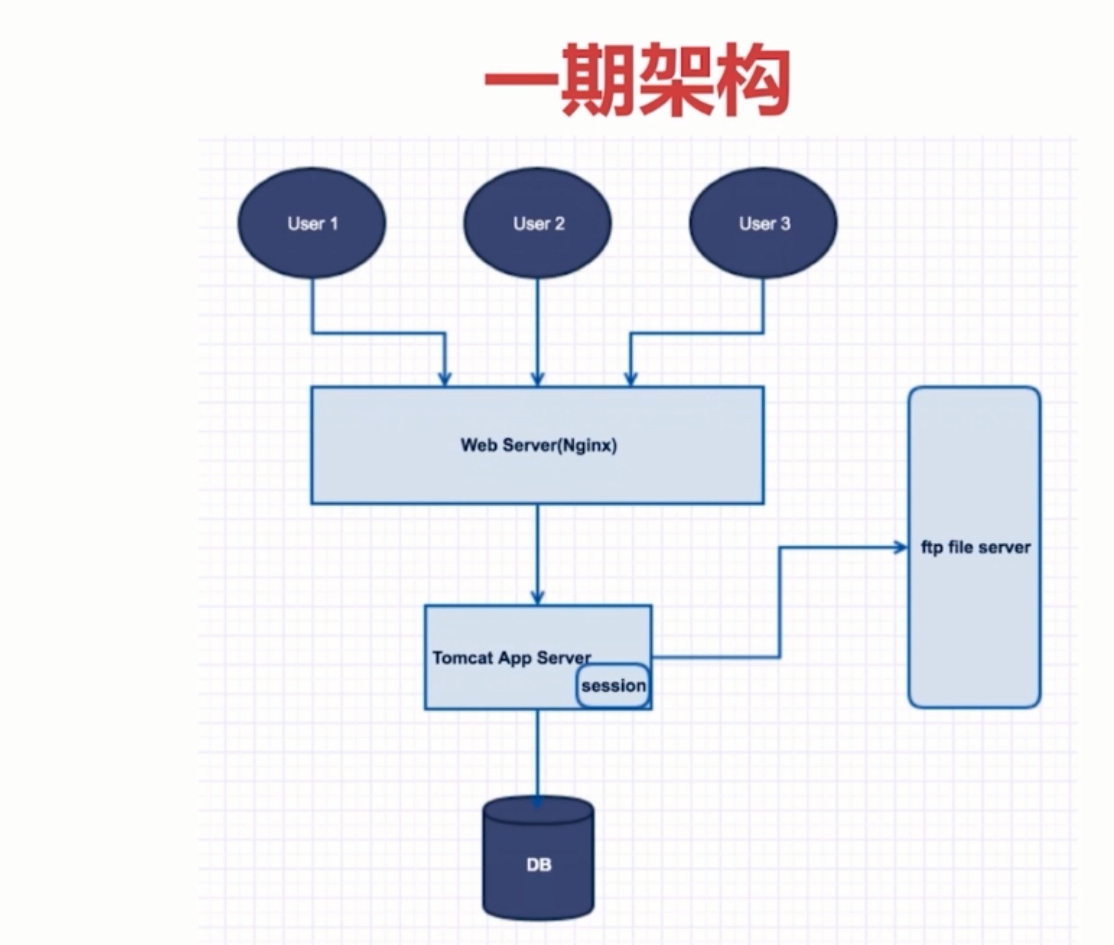 一期架构
User 1
User 2
User 3
Web Server(Nginx)
ftp file server
Tomcat App Server
session
DB